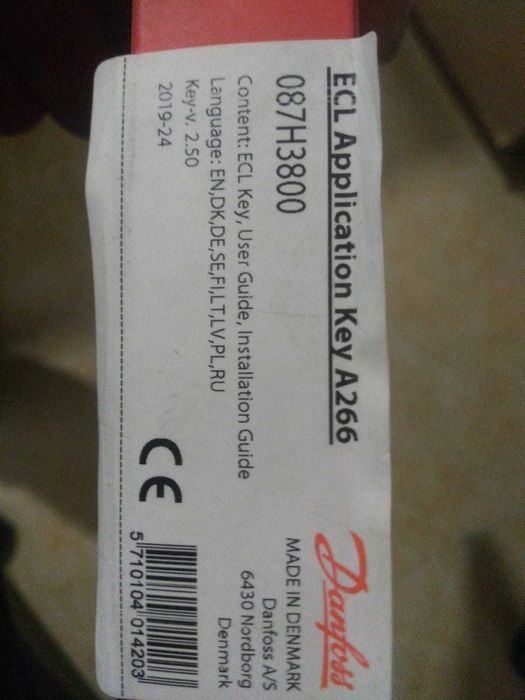 ECL Application Key A266
087H3800
Content: ECL Key, User Guide, Installation Guide
Language: EN,DK,DE,SE,FI,LT,LV,PL,RU
Key-v. 2.50
2019-24
CE
Danfoss
MADE IN DENMARK
Danfoss A/S
6430 Nordborg
Denmark
5 710104 014203